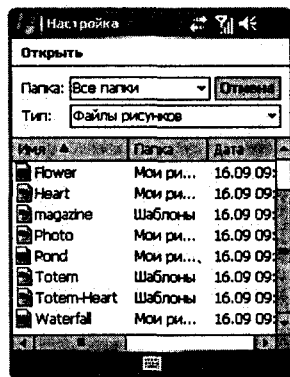 Настройка
Открыть
Папка: Все папки Отмена
Тип: Файлы рисунков
Имя Папка Дата
Flower Мои ри... 16.09 09:
Heart Мои ри... 16.09 09:
magazine Шаблоны 16.09 09:
Photo Мои ри... 16.09 09:
Pond Мои ри... 16.09 09:
Totem Шаблоны 16.09 09:
Totem-Heart Шаблоны 16.09 09:
Waterfall Мои ри... 16.09 09: